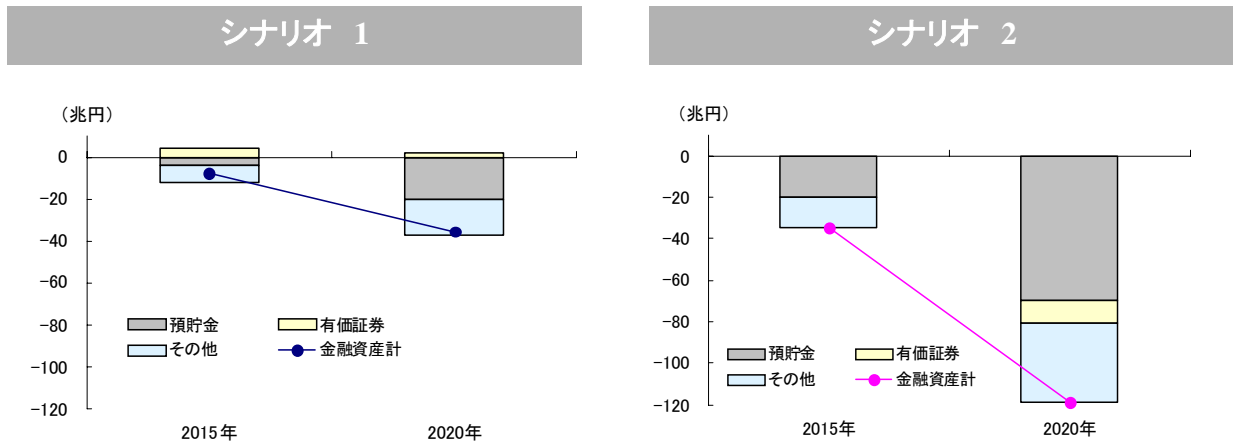 シナリオ 1
（兆円）
0
−20
−40
−60
−80
−100
−120
預貯金
有価証券
その他
金融資産計
2015年
2020年
シナリオ 2
（兆円）
0
−20
−40
−60
−80
−100
−120
預貯金
有価証券
その他
金融資産計
2015年
2020年